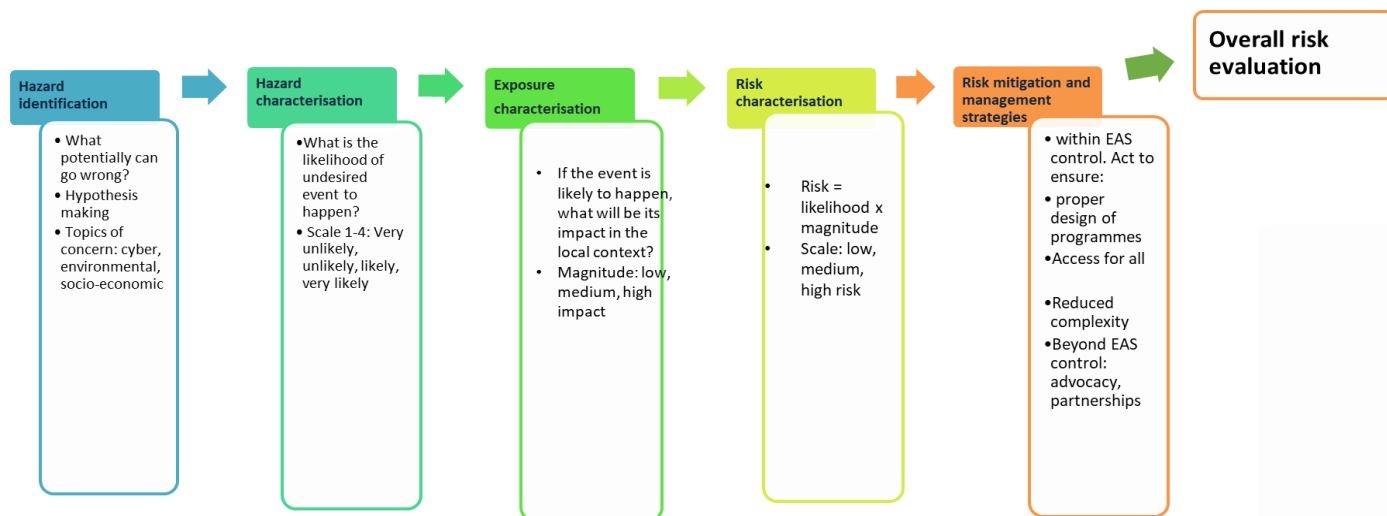 Hazard
identification
• What
potentially can
go wrong?
• Hypothesis
making
• Topics of
concern: cyber,
environmental,
socio-economic
Hazard
characterisation
•What is the
likelihood of
undesired
event to
happen?
• Scale 1-4: Very
unlikely,
unlikely, likely,
very likely
Exposure
characterisation
• If the event is
likely to happen,
what will be its
impact in the
local context?
• Magnitude: low,
medium, high
impact
Risk
characterisation
• Risk =
likelihood x
magnitude
• Scale: low,
medium,
high risk
Risk mitigation and
management
strategies
• within EAS
control. Act to
ensure:
• proper
design of
programmes
•Access for all
•Reduced
complexity
•Beyond EAS
control:
advocacy,
partnerships
Overall risk
evaluation